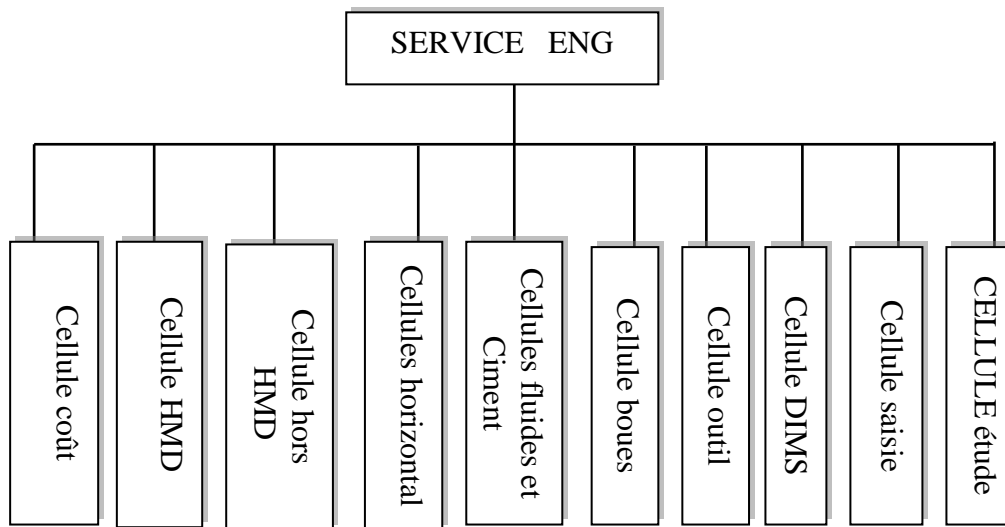 SERVICE ENG
Cellule coût
Cellule HMD
Cellule hors
HMD
Cellules horizontal
Cellules fluides et
Ciment
Cellule boues
Cellule outil
Cellule DIMS
Cellule saisie
CELLULE étude